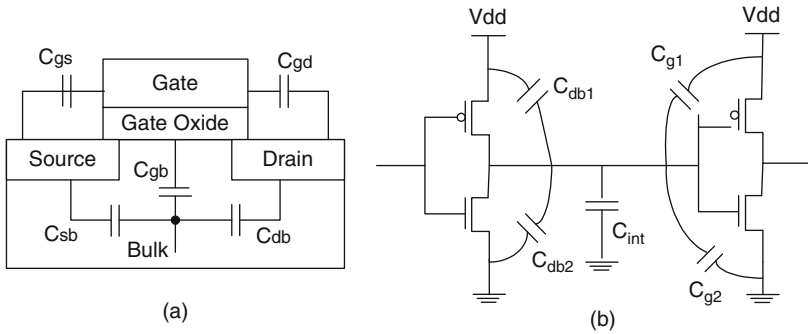 Cgs
Gate
Cgd
Gate Oxide
Source
Drain
Cgb
Csb
Cdb
Bulk
(a)
Vdd
Vdd
Cdb1
Cg1
Cint
Cdb2
Cg2
(b)